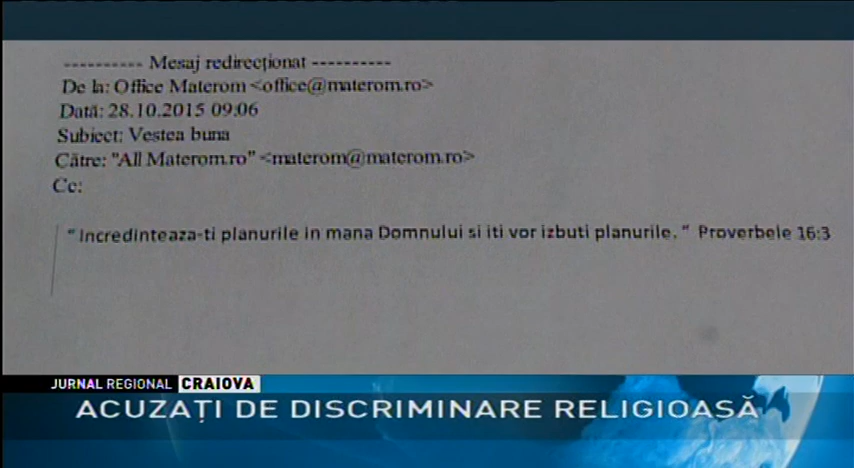 ---------- Mesaj redirecționat ----------
De la: Office Materom <office@materom.ro>
Dată: 28.10.2015 09:06
Subiect: Vestea buna
Către: "All Materom.ro" <materom@materom.ro>
Cc:
“ Incredinteaza-ti planurile in mana Domnului si iti vor izbuti planurile. ” Proverbele 16:3
JURNAL REGIONAL CRAIOVA
ACUZAȚI DE DISCRIMINARE RELIGIOASĂ